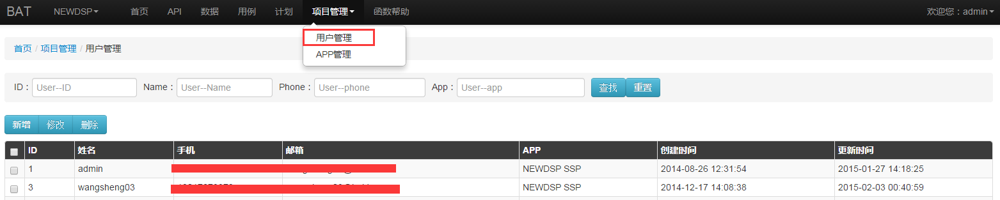 BAT NEWDSP 首页 API 数据 用例 计划 项目管理 函数帮助 欢迎您：admin
用户管理
APP管理
首页 / 项目管理 / 用户管理
ID： User--ID Name： User--Name Phone： User--phone App： User--app 查找 重置
新增 修改 删除
ID 姓名 手机 邮箱 APP 创建时间 更新时间
1 admin NEWDSP SSP 2014-08-26 12:31:54 2015-01-27 14:18:25
3 wangsheng03 NEWDSP SSP 2014-12-17 14:08:38 2015-02-03 00:40:59